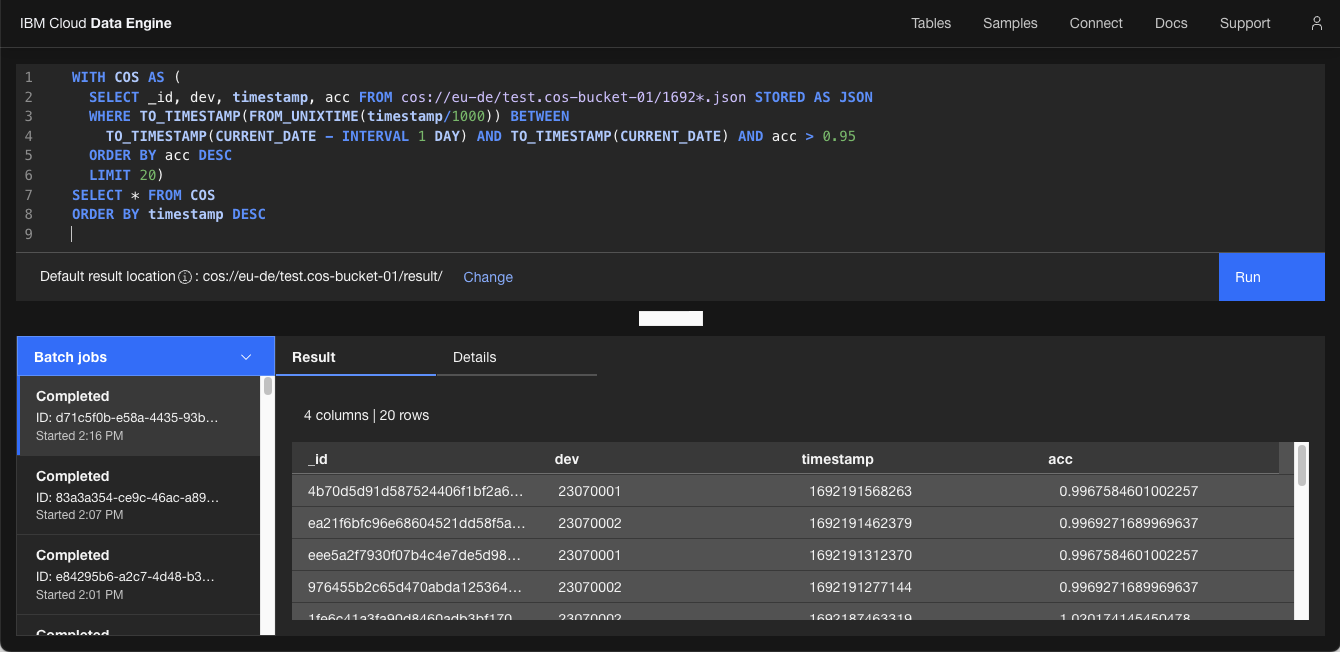 IBM Cloud Data Engine
Tables Samples Connect Docs Support
1 WITH COS AS (
2 SELECT _id, dev, timestamp, acc FROM cos://eu-de/test.cos-bucket-01/1692*.json STORED AS JSON
3 WHERE TO_TIMESTAMP(FROM_UNIXTIME(timestamp/1000)) BETWEEN
4 TO_TIMESTAMP(CURRENT_DATE - INTERVAL 1 DAY) AND TO_TIMESTAMP(CURRENT_DATE) AND acc > 0.95
5 ORDER BY acc DESC
6 LIMIT 20)
7 SELECT * FROM COS
8 ORDER BY timestamp DESC
9
Default result location : cos://eu-de/test.cos-bucket-01/result/ Change
Run
Batch jobs
Completed
ID: d71c5f0b-e58a-4435-93b...
Started 2:16 PM
Completed
ID: 83a3a354-ce9c-46ac-a89...
Started 2:07 PM
Completed
ID: e84295b6-a2c7-4d48-b3...
Started 2:01 PM
Completed
Result Details
4 columns | 20 rows
_id dev timestamp acc
4b70d5d91d587524406f1bf2a6... 23070001 1692191568263 0.9967584601002257
ea21f6bfc96e68604521dd58f5a... 23070002 1692191462379 0.9969271689969637
eee5a2f7930f07b4c4e7de5d98... 23070001 1692191312370 0.9967584601002257
976455b2c65d470abda125364... 23070002 1692191277144 0.9969271689969637
1fe6c41a3fa90d8460adb3bf170... 23070002 1692187463319 1.020174145450478